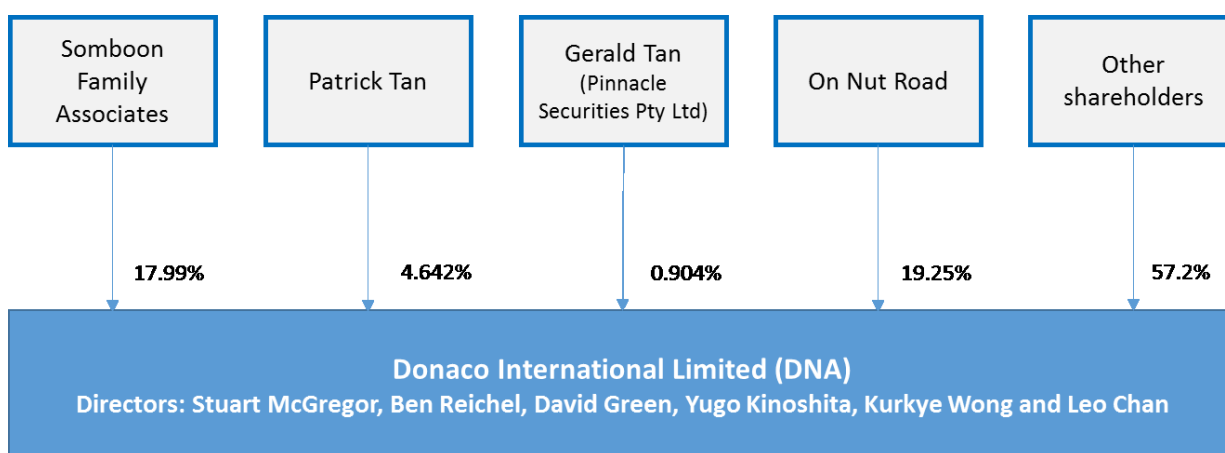 Somboon
Family
Associates
Patrick Tan
Gerald Tan
(Pinnacle
Securities Pty Ltd)
On Nut Road
Other
shareholders
17.99%
4.642%
0.904%
19.25%
57.2%
Donaco International Limited (DNA)
Directors: Stuart McGregor, Ben Reichel, David Green, Yugo Kinoshita, Kurkye Wong and Leo Chan